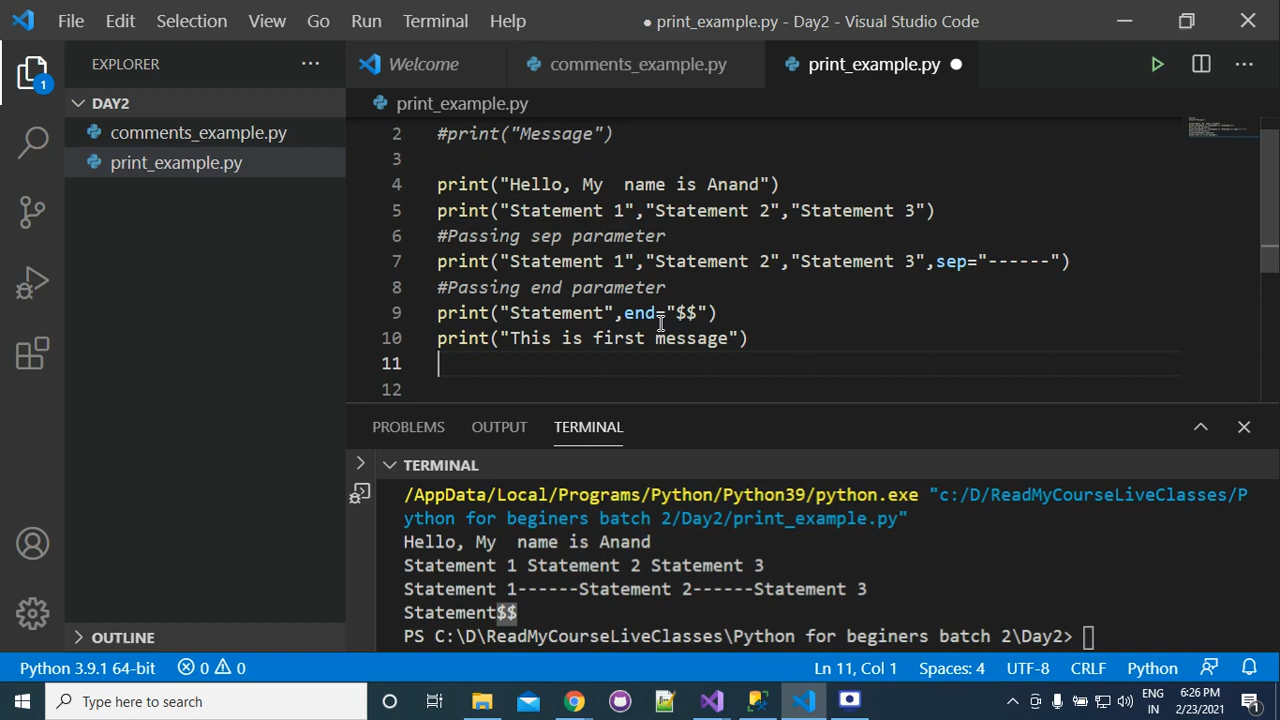 File Edit Selection View Go Run Terminal Help ● print_example.py - Day2 - Visual Studio Code
EXPLORER ... Welcome comments_example.py print_example.py ● ...
1
DAY2 print_example.py
comments_example.py
print_example.py
2 #print("Message")
3
4 print("Hello, My  name is Anand")
5 print("Statement 1","Statement 2","Statement 3")
6 #Passing sep parameter
7 print("Statement 1","Statement 2","Statement 3",sep="------")
8 #Passing end parameter
9 print("Statement",end="$$")
10 print("This is first message")
11
12
PROBLEMS OUTPUT TERMINAL
TERMINAL
/AppData/Local/Programs/Python/Python39/python.exe "c:/D/ReadMyCourseLiveClasses/P
ython for beginers batch 2/Day2/print_example.py"
Hello, My  name is Anand
Statement 1 Statement 2 Statement 3
Statement 1------Statement 2------Statement 3
Statement$$
PS C:\D\ReadMyCourseLiveClasses\Python for beginers batch 2\Day2>
OUTLINE
Python 3.9.1 64-bit 0 0 Ln 11, Col 1 Spaces: 4 UTF-8 CRLF Python
Type here to search
ENG 6:26 PM
IN 2/23/2021 1